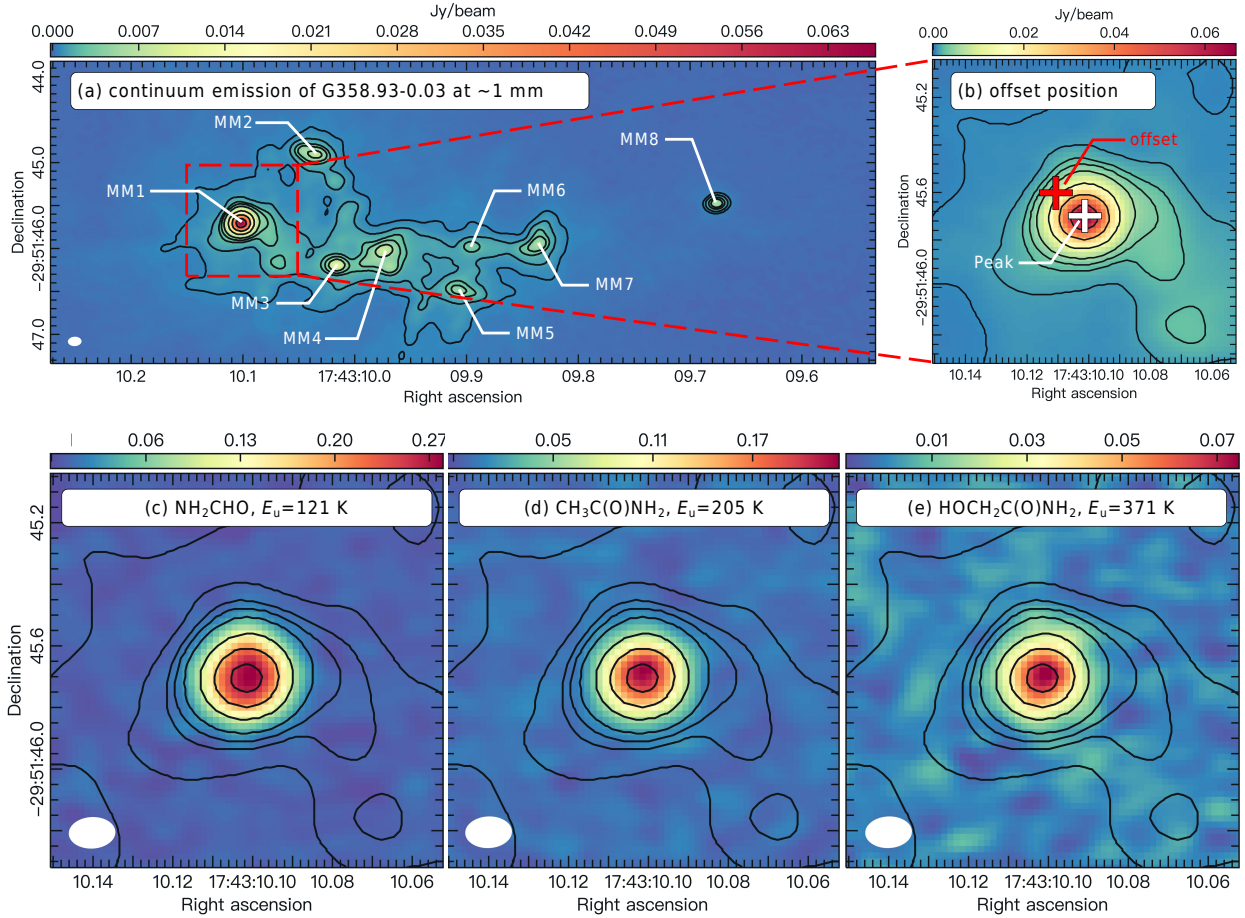 Jy/beam
0.000 0.007 0.014 0.021 0.028 0.035 0.042 0.049 0.056 0.063
(a) continuum emission of G358.93-0.03 at ~1 mm
MM2
MM8
MM1
MM6
MM7
MM3
MM4
MM5
Declination
44.0
45.0
−29:51:46.0
47.0
10.2 10.1 17:43:10.0 09.9 09.8 09.7 09.6
Right ascension
Jy/beam
0.00 0.02 0.04 0.06
(b) offset position
offset
Peak
Declination
45.2
45.6
−29:51:46.0
10.14 10.12 17:43:10.10 10.08 10.06
Right ascension
0.06 0.13 0.20 0.27
(c) NH₂CHO, Eᵤ=121 K
Declination
45.2
45.6
−29:51:46.0
10.14 10.12 17:43:10.10 10.08 10.06
Right ascension
0.05 0.11 0.17
(d) CH₃C(O)NH₂, Eᵤ=205 K
10.14 10.12 17:43:10.10 10.08 10.06
Right ascension
0.01 0.03 0.05 0.07
(e) HOCH₂C(O)NH₂, Eᵤ=371 K
10.14 10.12 17:43:10.10 10.08 10.06
Right ascension